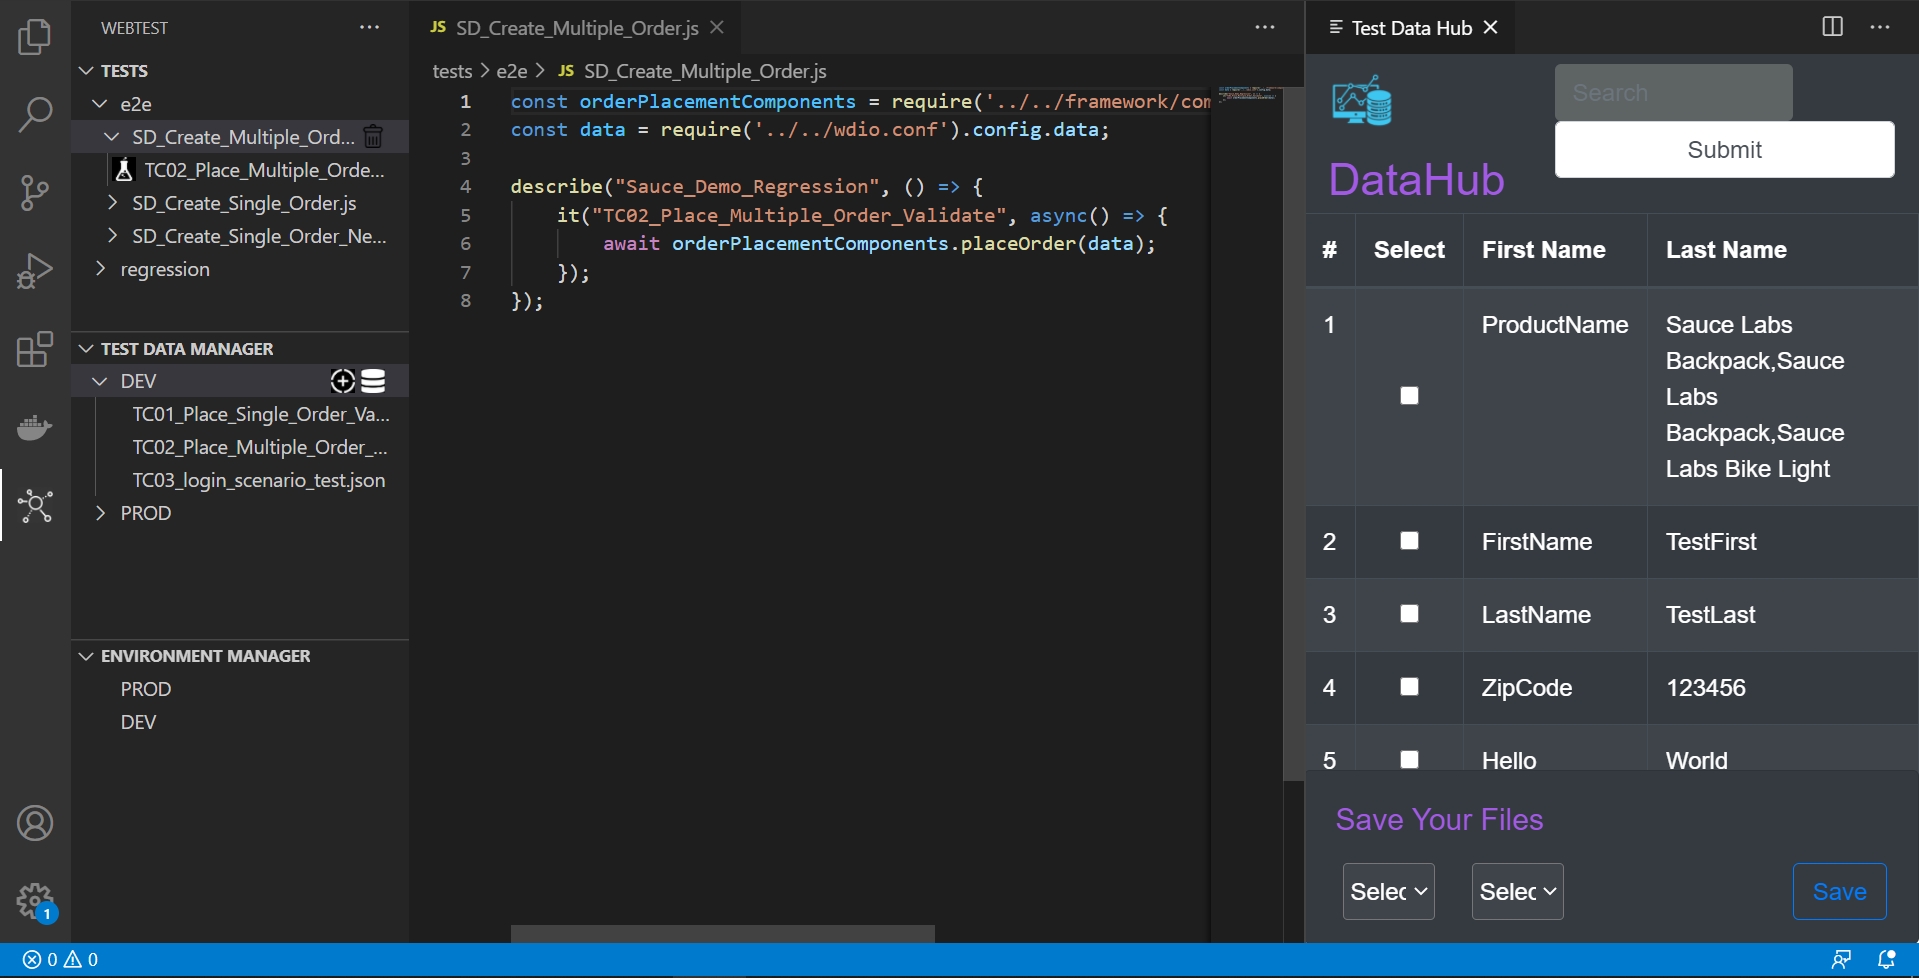 WEBTEST
TESTS
e2e
SD_Create_Multiple_Ord...
TC02_Place_Multiple_Orde...
SD_Create_Single_Order.js
SD_Create_Single_Order_Ne...
regression
TEST DATA MANAGER
DEV
TC01_Place_Single_Order_Va...
TC02_Place_Multiple_Order_...
TC03_login_scenario_test.json
PROD
ENVIRONMENT MANAGER
PROD
DEV
1
JS SD_Create_Multiple_Order.js
tests > e2e > JS SD_Create_Multiple_Order.js
1 const orderPlacementComponents = require('../../framework/com
2 const data = require('../../wdio.conf').config.data;
3
4 describe("Sauce_Demo_Regression", () => {
5 it("TC02_Place_Multiple_Order_Validate", async() => {
6 await orderPlacementComponents.placeOrder(data);
7 });
8 });
Test Data Hub
Search
Submit
DataHub
# Select First Name Last Name
1 ProductName Sauce Labs
Backpack,Sauce
Labs
Backpack,Sauce
Labs Bike Light
2 FirstName TestFirst
3 LastName TestLast
4 ZipCode 123456
5 Hello World
Save Your Files
Selec Selec Save
0 0